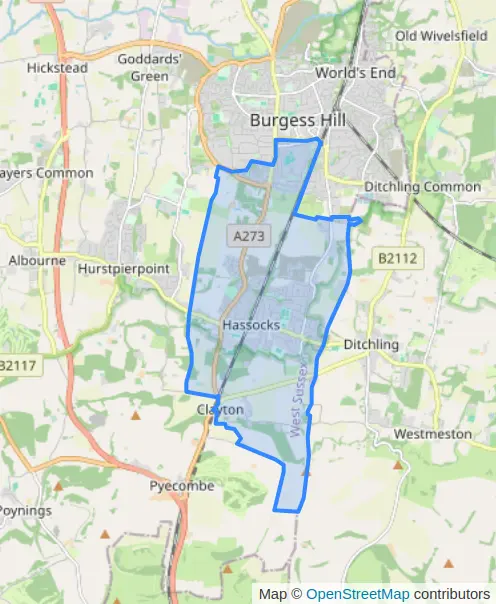 Old Wivelsfield
Goddards'
Green
Hickstead
World's End
Burgess Hill
ayers Common
Ditchling Common
A273
Albourne
Hurstpierpoint
B2112
Hassocks
Ditchling
B2117
West Sussex
Clayton
Westmeston
Pyecombe
Poynings
Map © OpenStreetMap contributors